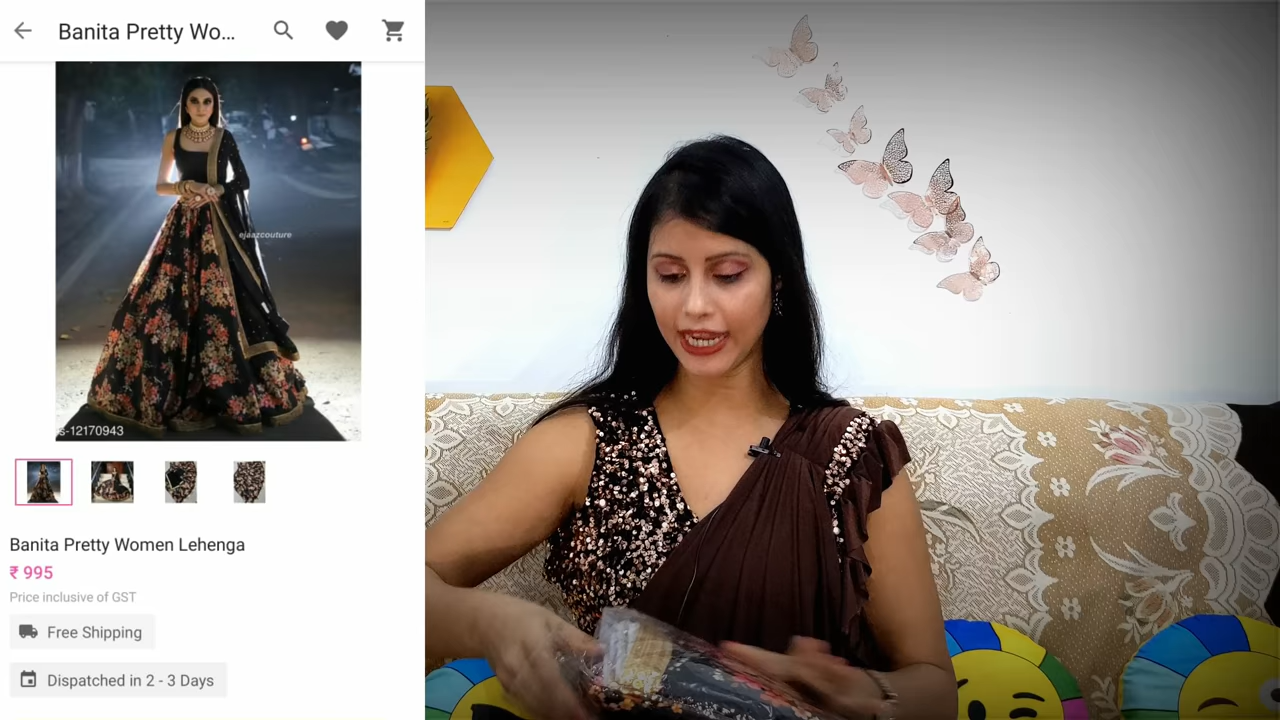 Banita Pretty Wo...
ejaazcouture
s-12170943
Banita Pretty Women Lehenga
₹ 995
Price inclusive of GST
Free Shipping
Dispatched in 2 - 3 Days